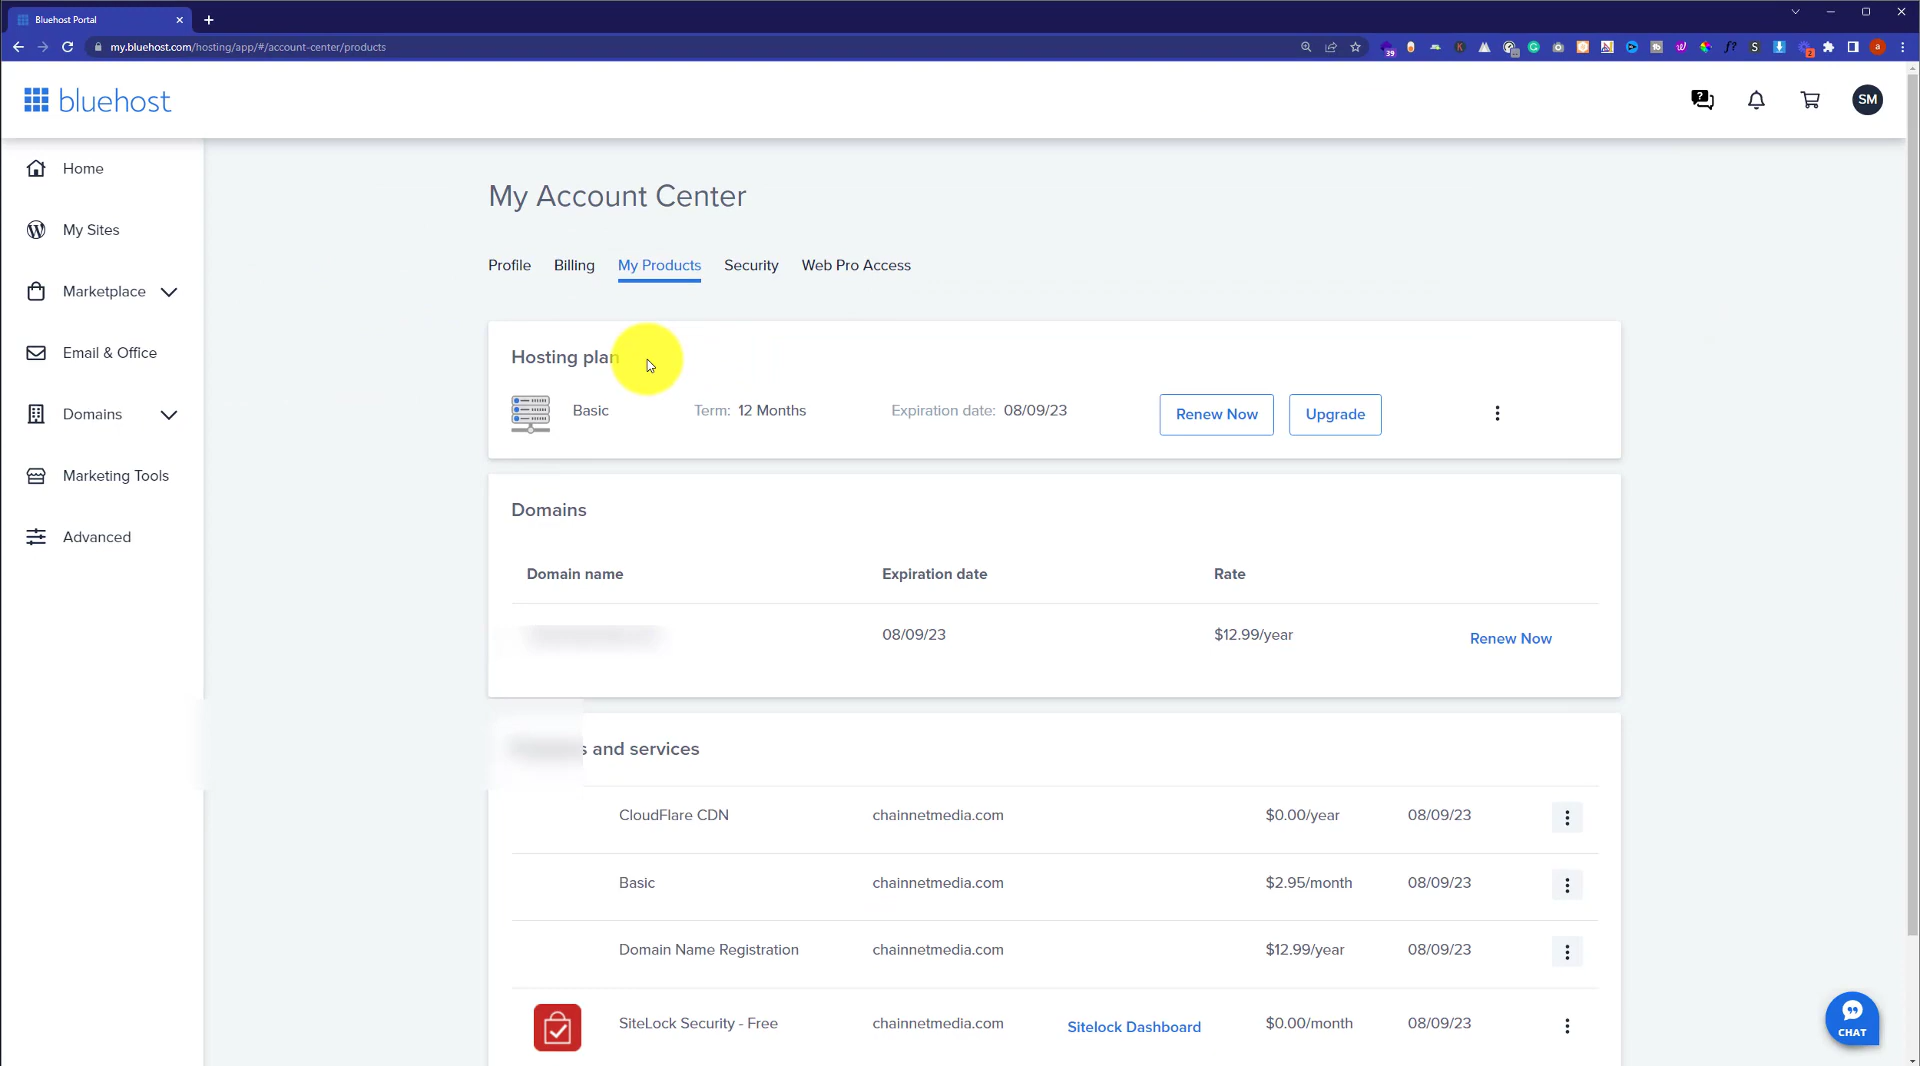 Bluehost Portal
my.bluehost.com/hosting/app/#/account-center/products
39
2
bluehost
SM
Home
My Sites
Marketplace
Email & Office
Domains
Marketing Tools
Advanced
My Account Center
Profile Billing My Products Security Web Pro Access
Hosting plan
Basic Term: 12 Months Expiration date: 08/09/23 Renew Now Upgrade
Domains
Domain name Expiration date Rate
08/09/23 $12.99/year Renew Now
and services
CloudFlare CDN chainnetmedia.com $0.00/year 08/09/23
Basic chainnetmedia.com $2.95/month 08/09/23
Domain Name Registration chainnetmedia.com $12.99/year 08/09/23
SiteLock Security - Free chainnetmedia.com Sitelock Dashboard $0.00/month 08/09/23
CHAT